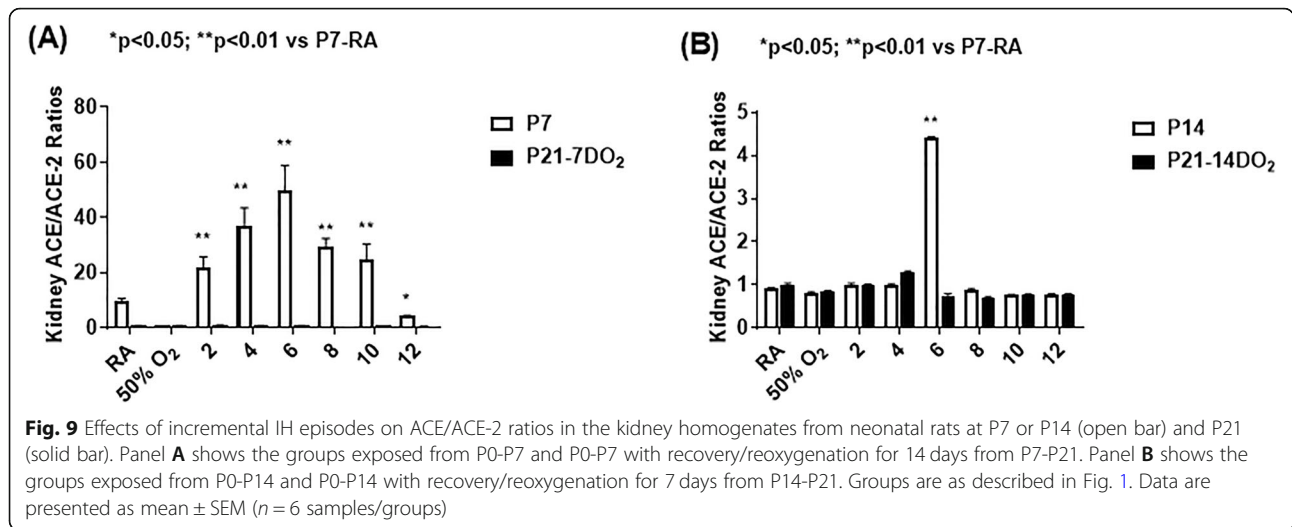 (A)
*p<0.05; **p<0.01 vs P7-RA
Kidney ACE/ACE-2 Ratios
80
60
40
20
0
** ** ** ** ** *
RA 50% O₂ 2 4 6 8 10 12
P7
P21-7DO₂
(B)
*p<0.05; **p<0.01 vs P7-RA
Kidney ACE/ACE-2 Ratios
5
4
3
2
1
0
**
RA 50% O₂ 2 4 6 8 10 12
P14
P21-14DO₂
Fig. 9 Effects of incremental IH episodes on ACE/ACE-2 ratios in the kidney homogenates from neonatal rats at P7 or P14 (open bar) and P21
(solid bar). Panel A shows the groups exposed from P0-P7 and P0-P7 with recovery/reoxygenation for 14 days from P7-P21. Panel B shows the
groups exposed from P0-P14 and P0-P14 with recovery/reoxygenation for 7 days from P14-P21. Groups are as described in Fig. 1. Data are
presented as mean ± SEM (n = 6 samples/groups)